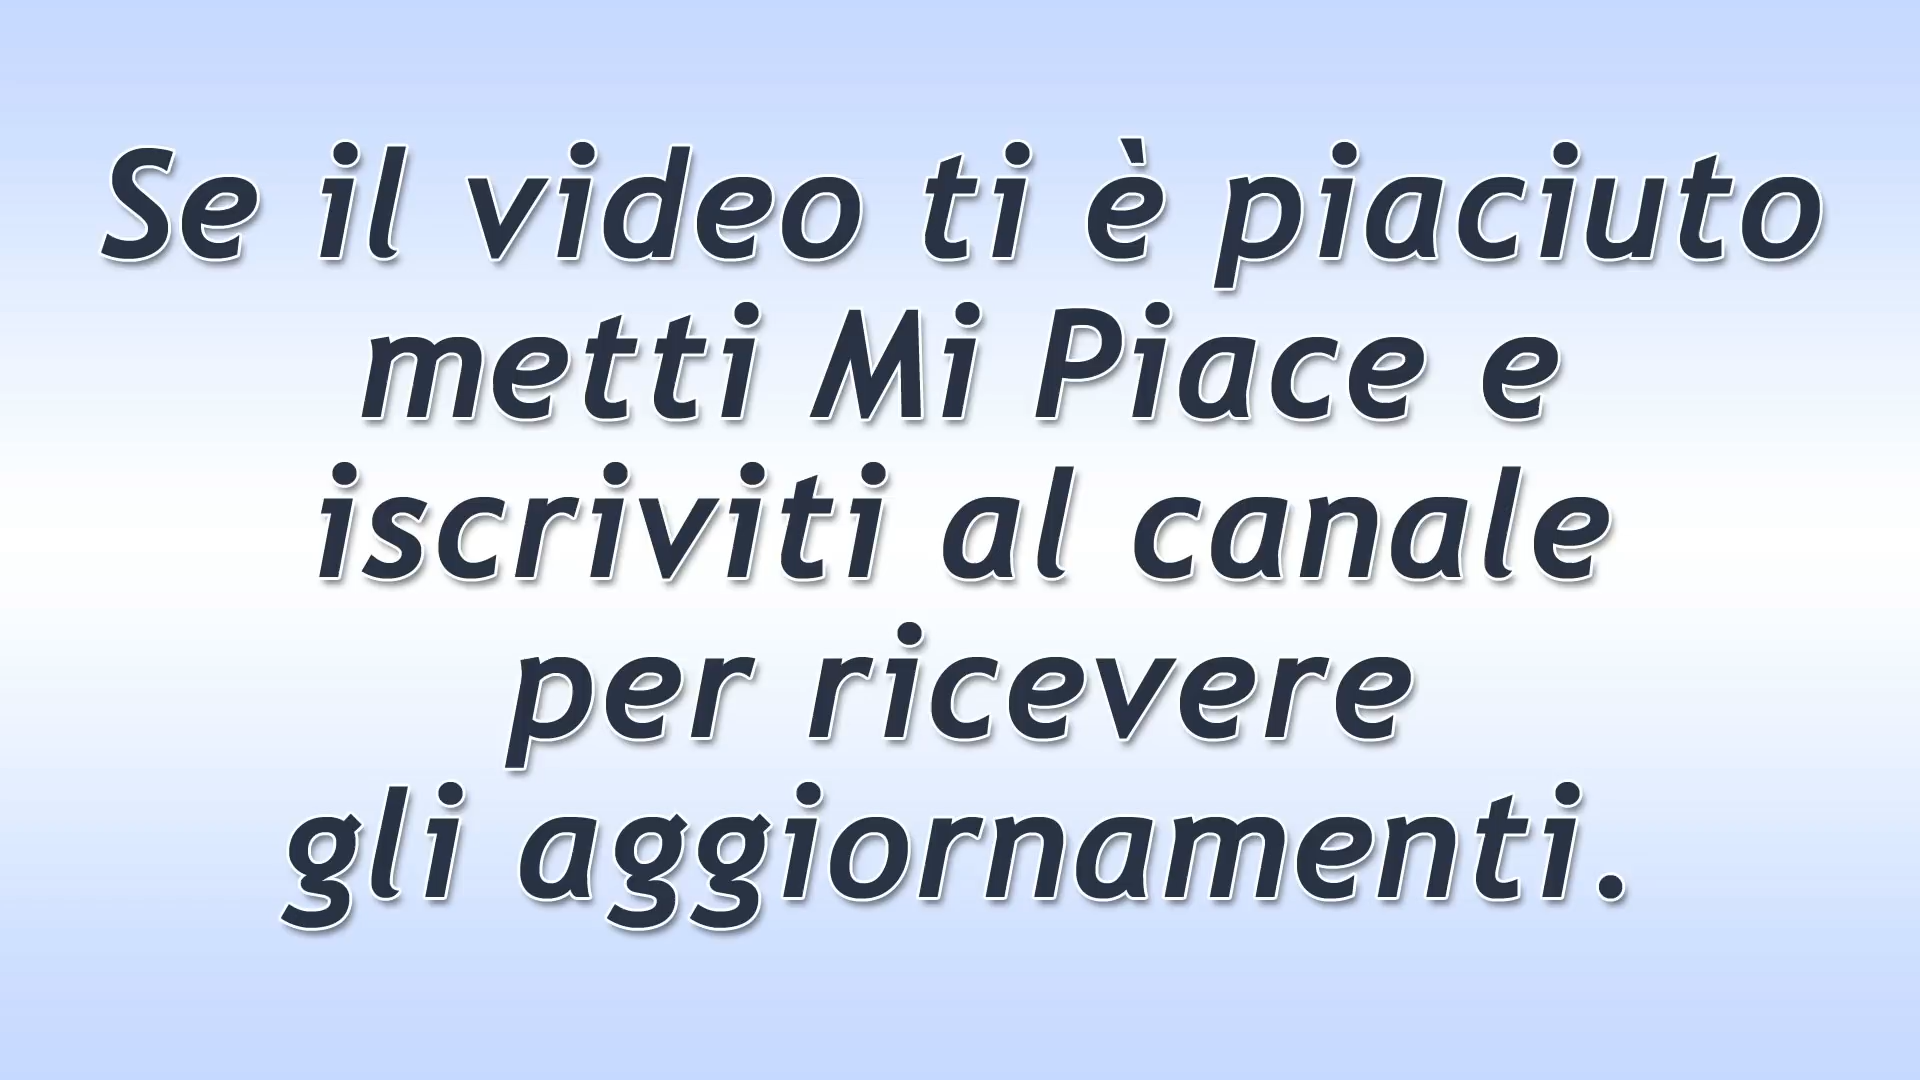 Se il video ti è piaciuto
metti Mi Piace e
iscriviti al canale
per ricevere
gli aggiornamenti.